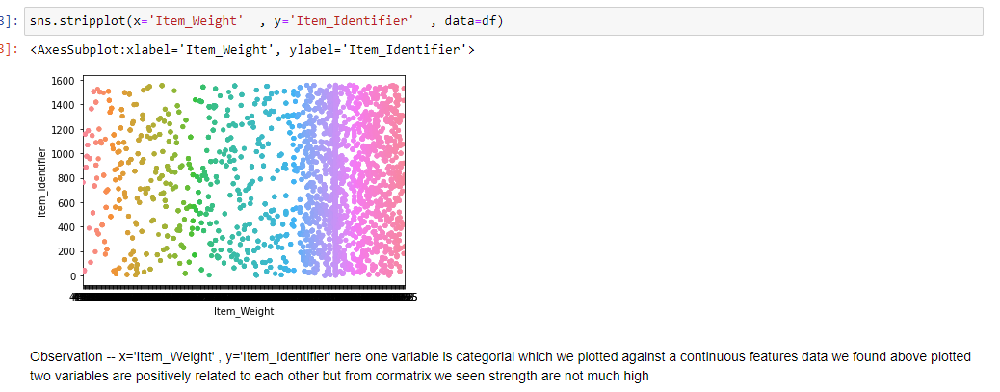 3]: sns.stripplot(x='Item_Weight' , y='Item_Identifier' , data=df)
3]: <AxesSubplot:xlabel='Item_Weight', ylabel='Item_Identifier'>
1600
1400
1200
1000
800
600
400
200
0
Item_Identifier
Item_Weight
Observation -- x='Item_Weight' , y='Item_Identifier' here one variable is categorial which we plotted against a continuous features data we found above plotted
two variables are positively related to each other but from cormatrix we seen strength are not much high